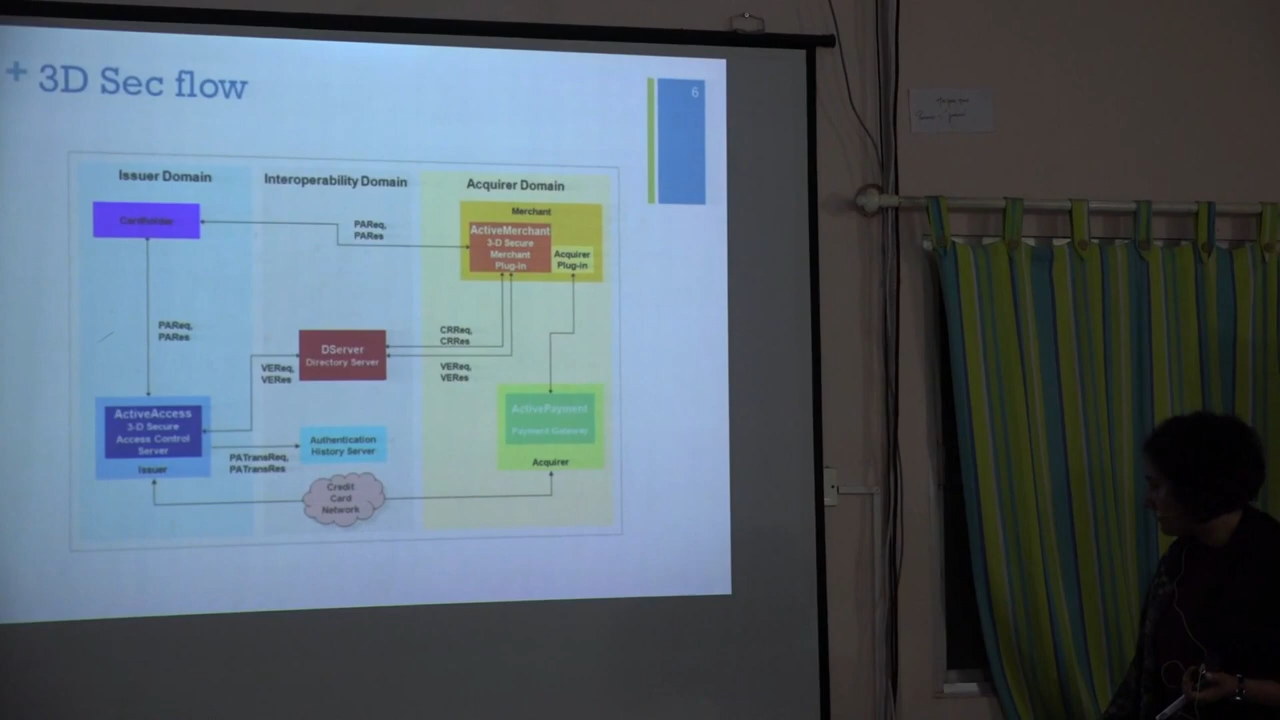 + 3D Sec flow
6
Issuer Domain
Interoperability Domain
Acquirer Domain
Cardholder
PAReq,
PARes
Merchant
ActiveMerchant
3-D Secure
Merchant
Plug-in
Acquirer
Plug-in
PAReq,
PARes
DServer
Directory Server
CRReq,
CRRes
VEReq,
VERes
VEReq,
VERes
ActiveAccess
3-D Secure
Access Control
Server
Issuer
Authentication
History Server
PATransReq,
PATransRes
Credit
Card
Network
ActivePayment
Payment Gateway
Acquirer